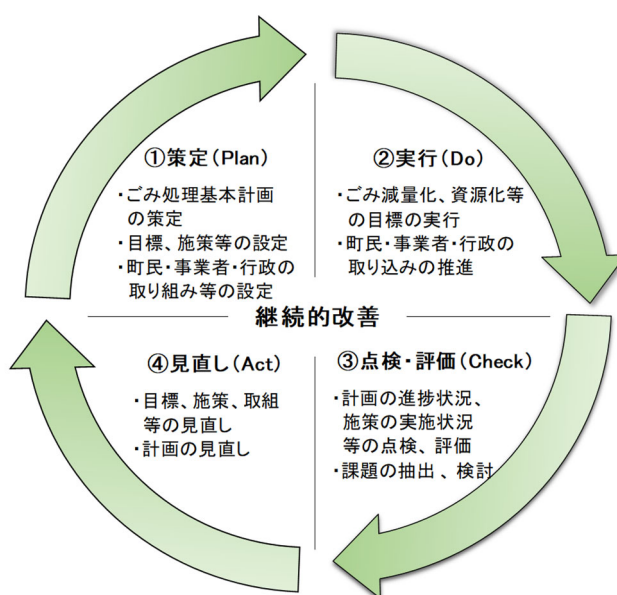 ①策定(Plan)
・ごみ処理基本計画
の策定
・目標、施策等の設定
・町民・事業者・行政の
取り組み等の設定
②実行(Do)
・ごみ減量化、資源化等
の目標の実行
・町民・事業者・行政の
取り込みの推進
継続的改善
③点検・評価(Check)
・計画の進捗状況、
施策の実施状況
等の点検、評価
・課題の抽出 、検討
④見直し(Act)
・目標、施策、取組
等の見直し
・計画の見直し